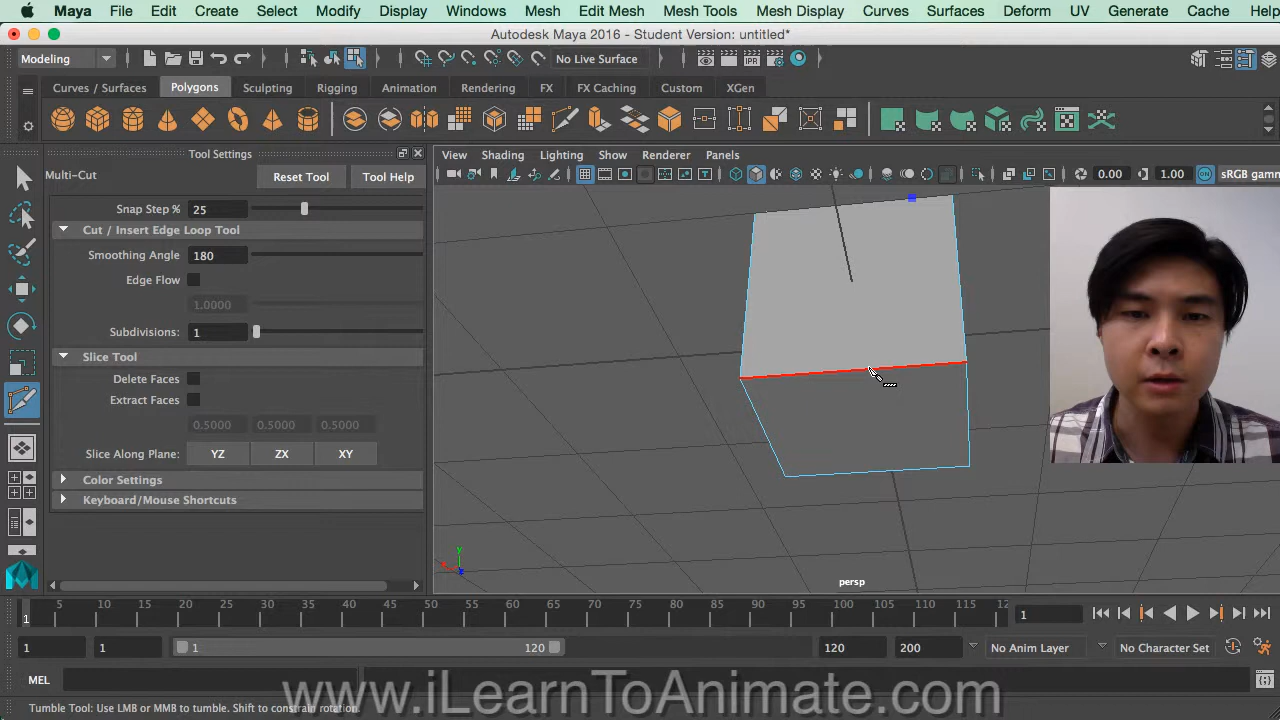 Maya File Edit Create Select Modify Display Windows Mesh Edit Mesh Mesh Tools Mesh Display Curves Surfaces Deform UV Generate Cache Help
Autodesk Maya 2016 - Student Version: untitled*
Modeling No Live Surface
Curves / Surfaces Polygons Sculpting Rigging Animation Rendering FX FX Caching Custom XGen
Tool Settings
View Shading Lighting Show Renderer Panels
Multi-Cut Reset Tool Tool Help
0.00 1.00 ON sRGB gamm
Snap Step % 25
Cut / Insert Edge Loop Tool
Smoothing Angle 180
Edge Flow
1.0000
Subdivisions: 1
Slice Tool
Delete Faces
Extract Faces
0.5000 0.5000 0.5000
Slice Along Plane: YZ ZX XY
Color Settings
Keyboard/Mouse Shortcuts
y
persp
5 10 15 20 25 30 35 40 45 50 55 60 65 70 75 80 85 90 95 100 105 110 115 12
1 1
1 1 1 120 120 200 No Anim Layer No Character Set
MEL
www.iLearnToAnimate.com
Tumble Tool: Use LMB or MMB to tumble. Shift to constrain rotation.